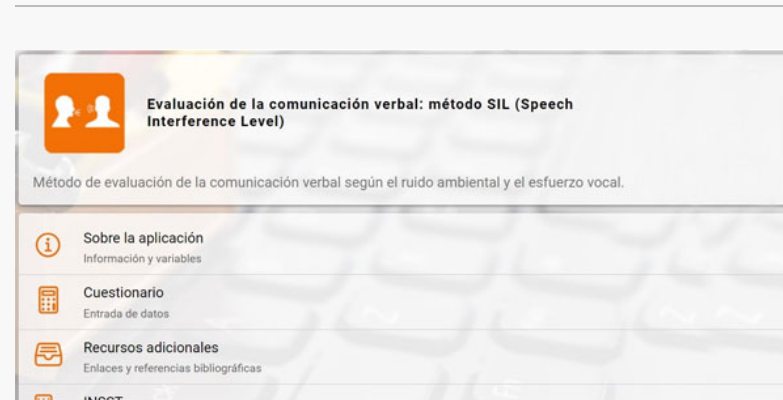 Evaluación de la comunicación verbal: método SIL (Speech
Interference Level)
Método de evaluación de la comunicación verbal según el ruido ambiental y el esfuerzo vocal.
Sobre la aplicación
Información y variables
Cuestionario
Entrada de datos
Recursos adicionales
Enlaces y referencias bibliográficas
INSST